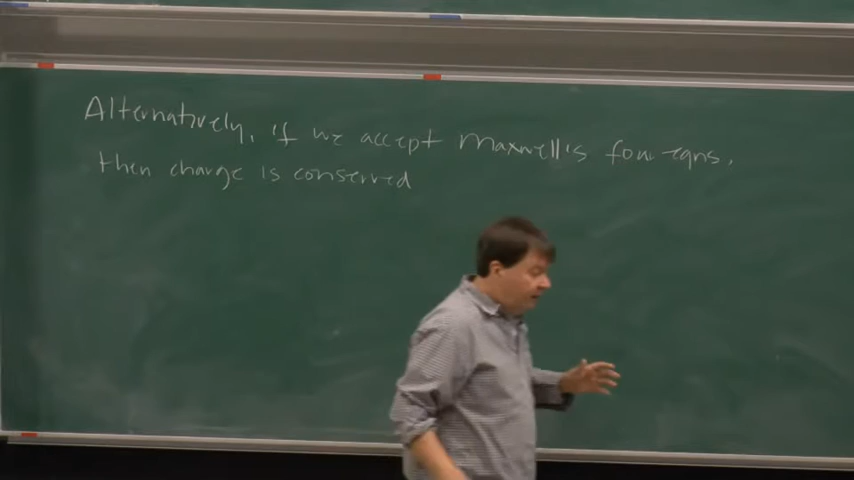 Alternatively, if we accept Maxwell's four eqns,
then charge is conserved